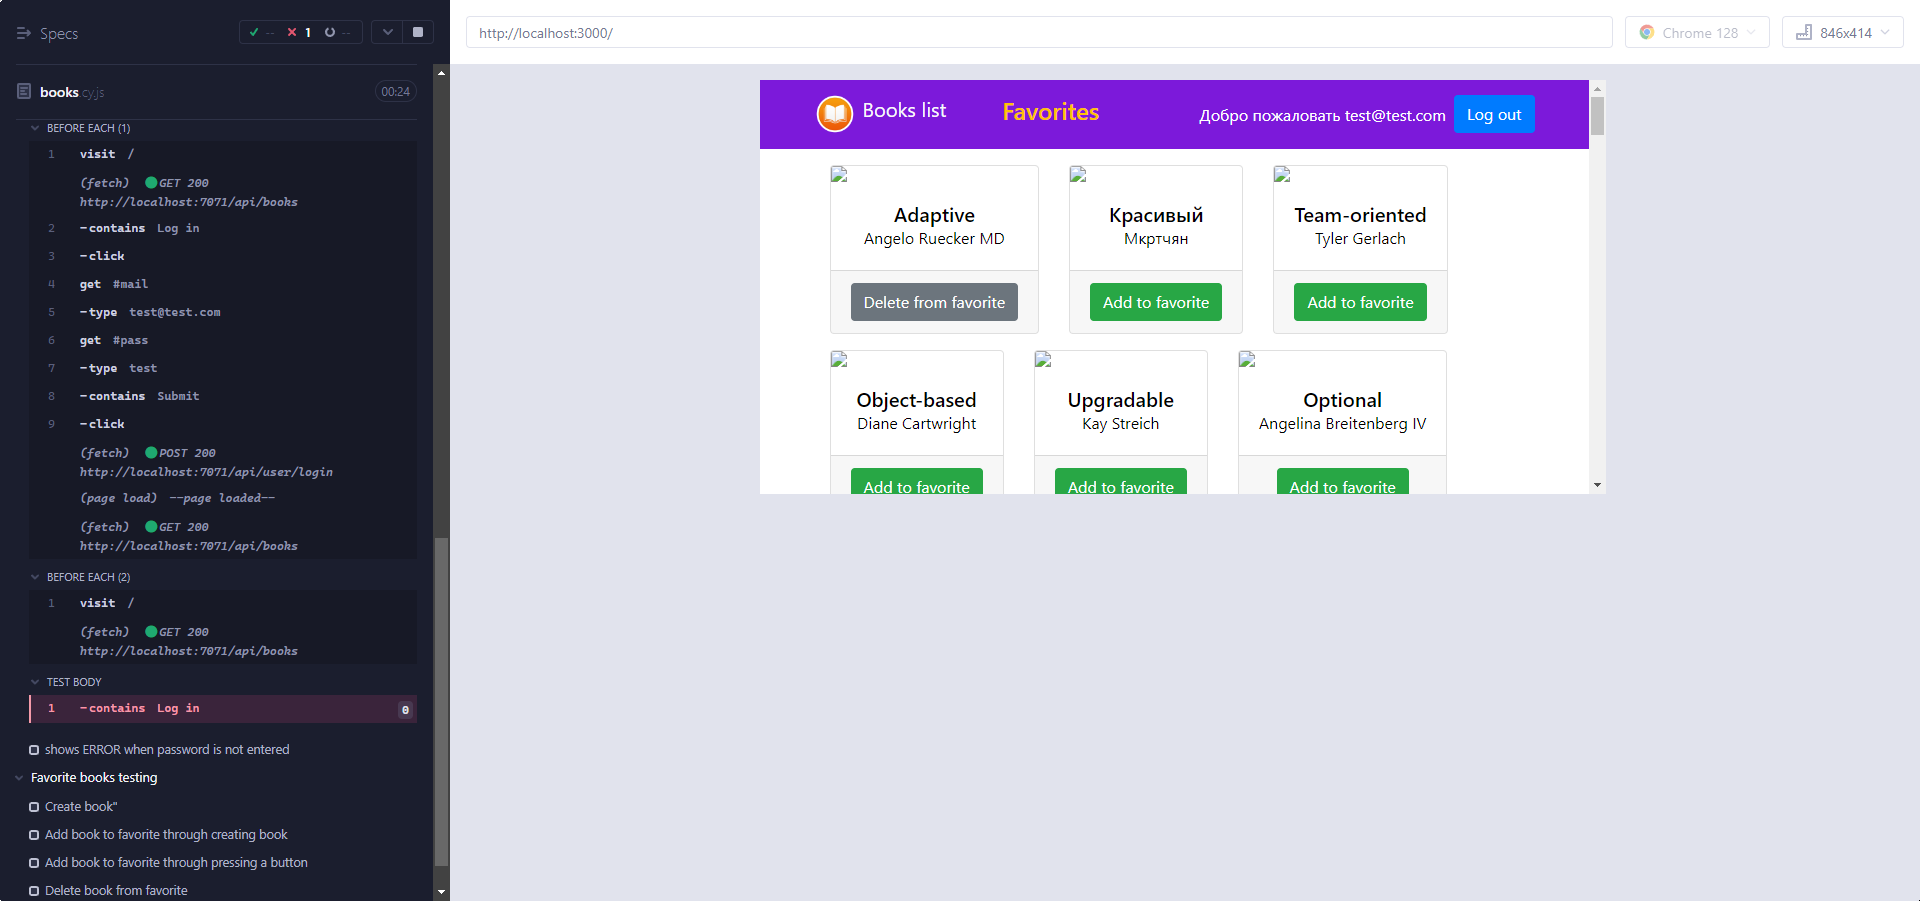 Specs
-- 1 --
books.cy.js 00:24
BEFORE EACH (1)
1 visit /
(fetch) GET 200
http://localhost:7071/api/books
2 -contains Log in
3 -click
4 get #mail
5 -type test@test.com
6 get #pass
7 -type test
8 -contains Submit
9 -click
(fetch) POST 200
http://localhost:7071/api/user/login
(page load) --page loaded--
(fetch) GET 200
http://localhost:7071/api/books
BEFORE EACH (2)
1 visit /
(fetch) GET 200
http://localhost:7071/api/books
TEST BODY
1 -contains Log in 0
shows ERROR when password is not entered
Favorite books testing
Create book"
Add book to favorite through creating book
Add book to favorite through pressing a button
Delete book from favorite
http://localhost:3000/
Chrome 128
846x414
Books list
Favorites
Добро пожаловать test@test.com
Log out
Adaptive
Angelo Ruecker MD
Delete from favorite
Красивый
Мкртчян
Add to favorite
Team-oriented
Tyler Gerlach
Add to favorite
Object-based
Diane Cartwright
Add to favorite
Upgradable
Kay Streich
Add to favorite
Optional
Angelina Breitenberg IV
Add to favorite